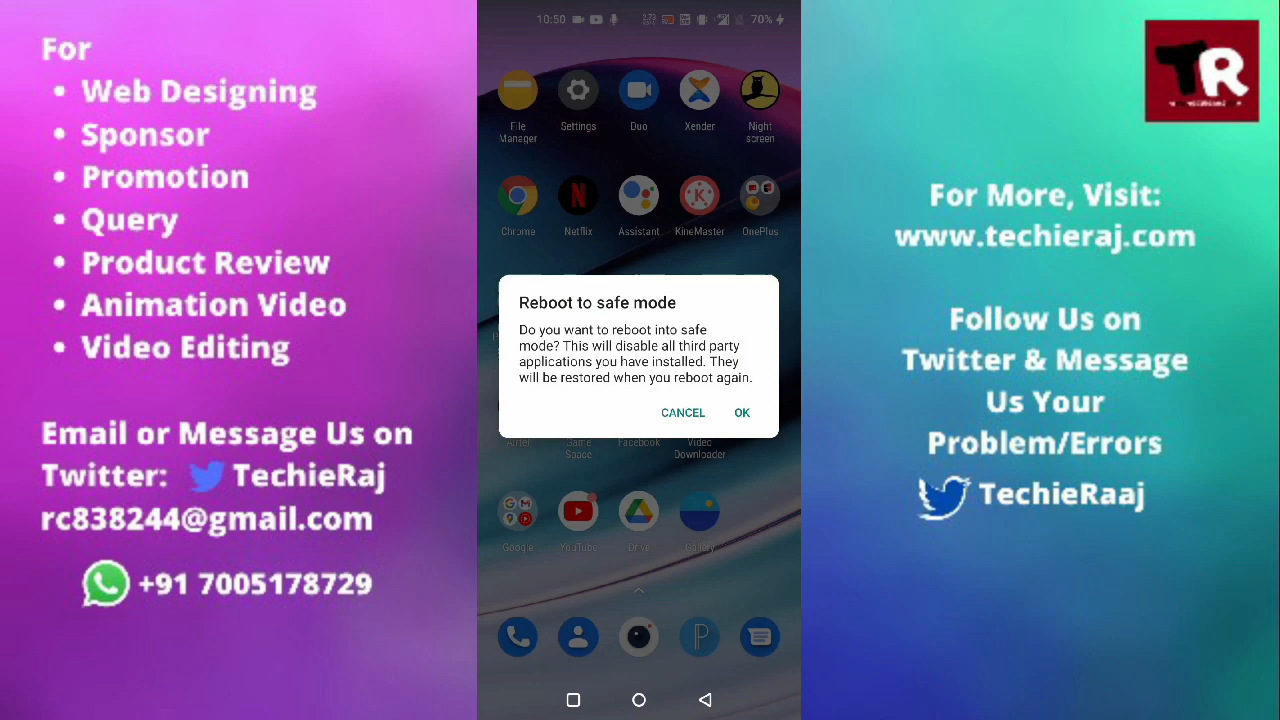 For
• Web Designing
• Sponsor
• Promotion
• Query
• Product Review
• Animation Video
• Video Editing
Email or Message Us on
Twitter: TechieRaj
rc838244@gmail.com
+91 7005178729
10:50
70%
File Manager
Settings
Duo
Xender
Night screen
Chrome
Netflix
Assistant
KineMaster
OnePlus
Reboot to safe mode
Do you want to reboot into safe
mode? This will disable all third party
applications you have installed. They
will be restored when you reboot again.
CANCEL
OK
Airtel
Game Space
Facebook
Video Downloader
Google
YouTube
Drive
Gallery
TR
For More, Visit:
www.techieraj.com
Follow Us on
Twitter & Message
Us Your
Problem/Errors
TechieRaaj